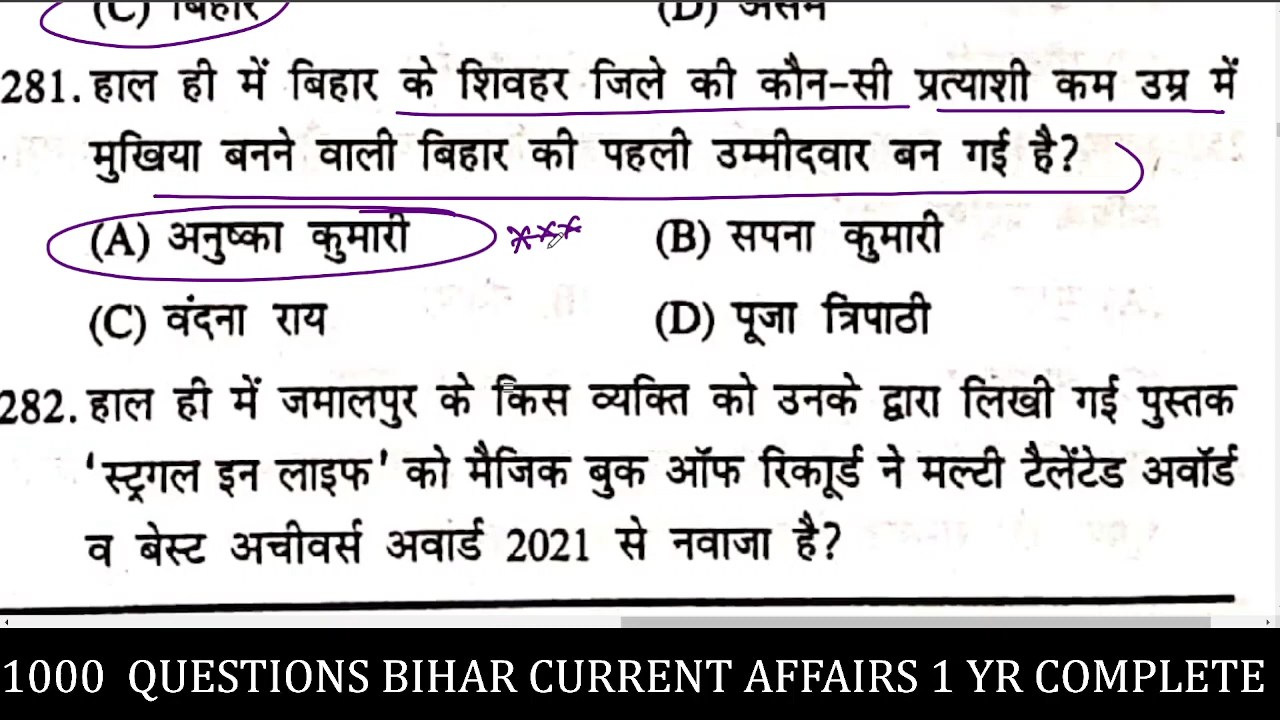 (C) बिहार (D) असम
281. हाल ही में बिहार के शिवहर जिले की कौन-सी प्रत्याशी कम उम्र में
मुखिया बनने वाली बिहार की पहली उम्मीदवार बन गई है?
(A) अनुष्का कुमारी *** (B) सपना कुमारी
(C) वंदना राय (D) पूजा त्रिपाठी
282. हाल ही में जमालपुर के किस व्यक्ति को उनके द्वारा लिखी गई पुस्तक
'स्ट्रगल इन लाइफ' को मैजिक बुक ऑफ रिकार्ूड ने मल्टी टैलेंटेड अवॉर्ड
व बेस्ट अचीवर्स अवार्ड 2021 से नवाजा है?
1000 QUESTIONS BIHAR CURRENT AFFAIRS 1 YR COMPLETE